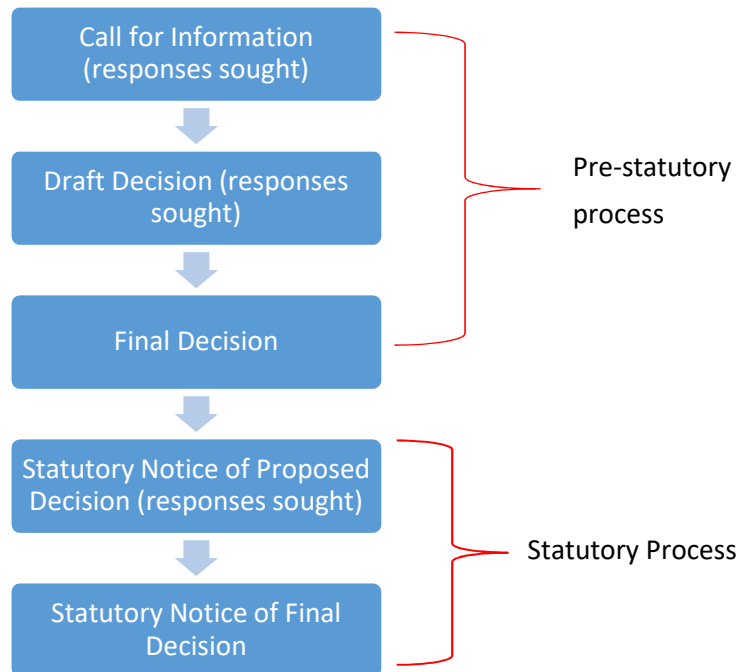 Call for Information
(responses sought)
Draft Decision (responses
sought)
Final Decision
Pre-statutory
process
Statutory Notice of Proposed
Decision (responses sought)
Statutory Notice of Final
Decision
Statutory Process